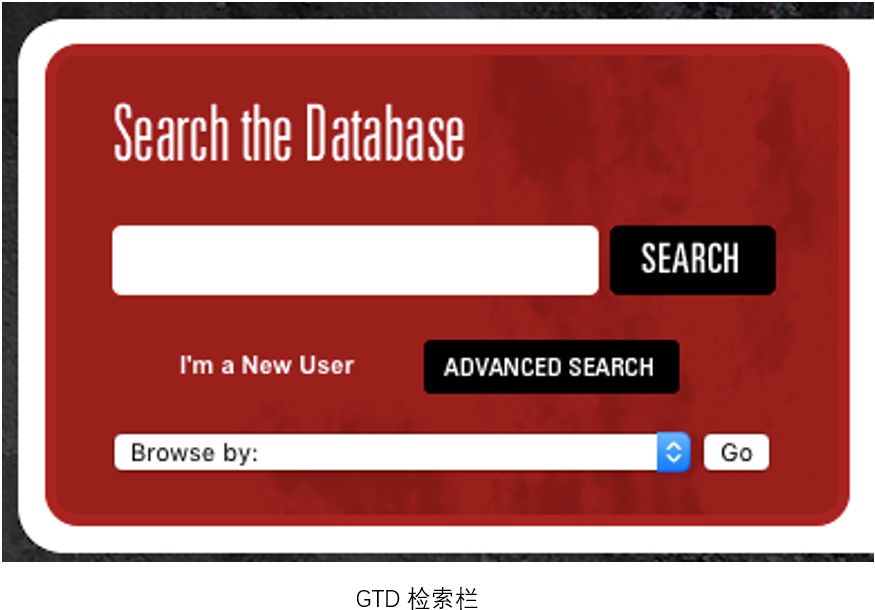 Search the Database
SEARCH
I'm a New User
ADVANCED SEARCH
Browse by:
Go
GTD 检索栏